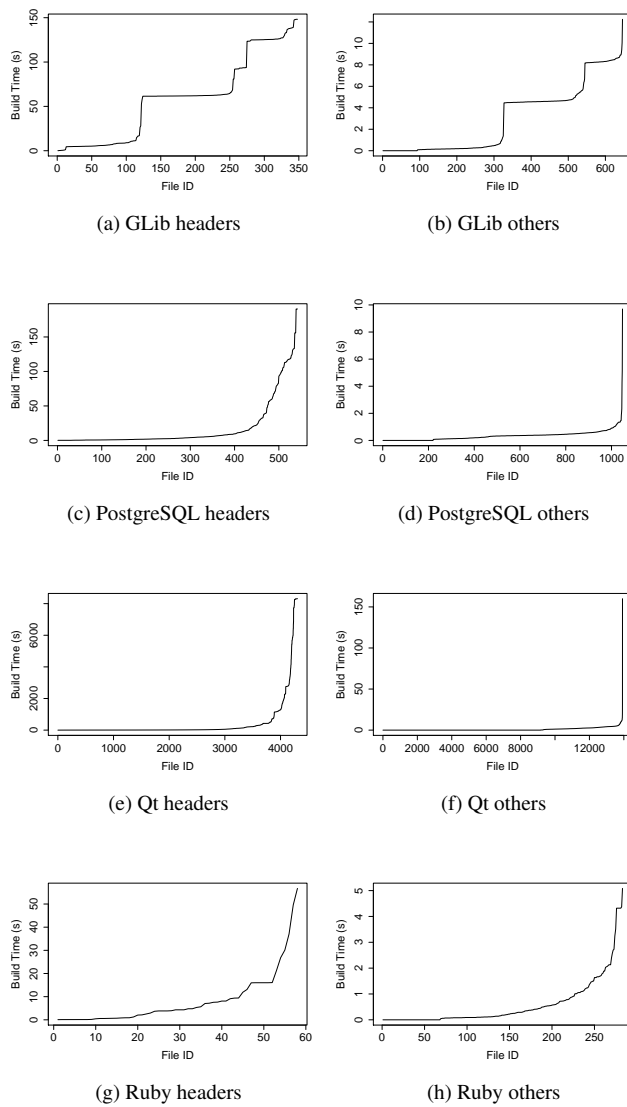 Build Time (s)
0 50 100 150
0 50 100 150 200 250 300 350
File ID
(a) GLib headers
Build Time (s)
0 2 4 6 8 10 12
0 100 200 300 400 500 600
File ID
(b) GLib others
Build Time (s)
0 50 100 150
0 100 200 300 400 500
File ID
(c) PostgreSQL headers
Build Time (s)
0 2 4 6 8 10
0 200 400 600 800 1000
File ID
(d) PostgreSQL others
Build Time (s)
0 2000 6000
0 1000 2000 3000 4000
File ID
(e) Qt headers
Build Time (s)
0 50 100 150
0 2000 4000 6000 8000 12000
File ID
(f) Qt others
Build Time (s)
0 10 20 30 40 50
0 10 20 30 40 50 60
File ID
(g) Ruby headers
Build Time (s)
0 1 2 3 4 5
0 50 100 150 200 250
File ID
(h) Ruby others